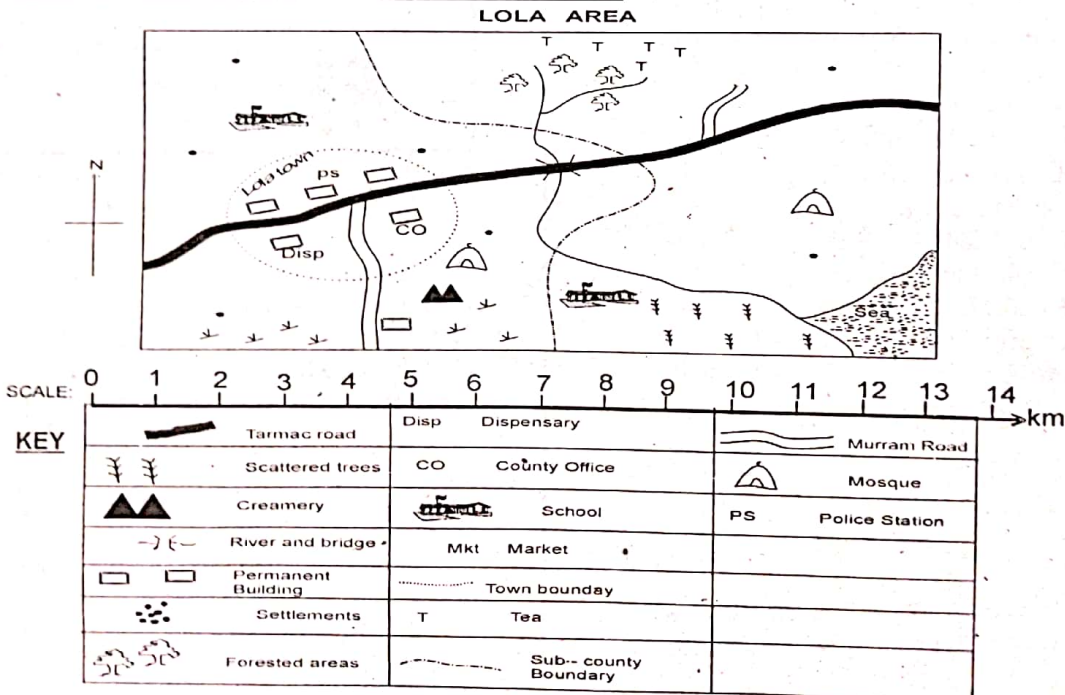 LOLA AREA
T T T T T
N
Lola town
ps
CO
Disp
Sea
SCALE: 0 1 2 3 4 5 6 7 8 9 10 11 12 13 14 km
KEY
Tarmac road Disp Dispensary Murram Road
Scattered trees CO County Office Mosque
Creamery School PS Police Station
River and bridge Mkt Market
Permanent
Building Town bounday
Settlements T Tea
Forested areas Sub-- county
Boundary